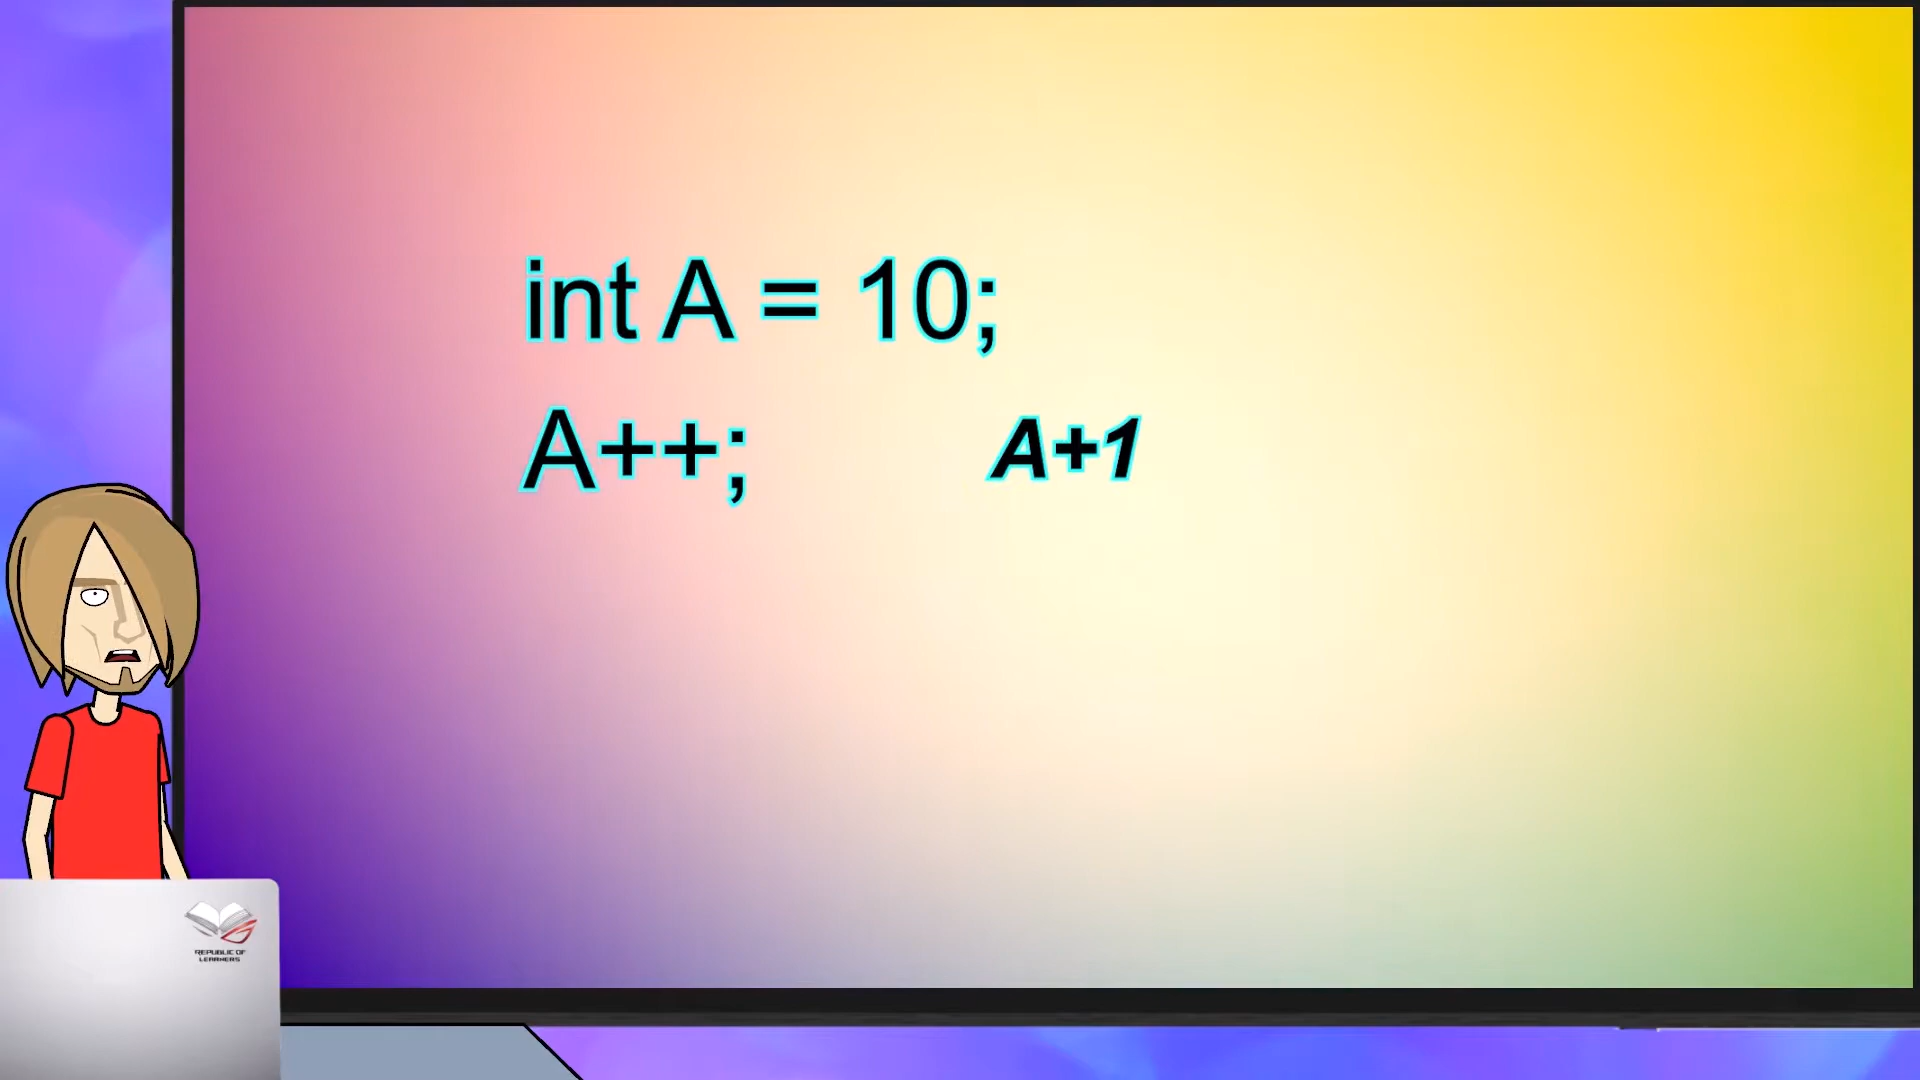 int A = 10;
A++; A+1
REPUBLIC OF
LEARNERS